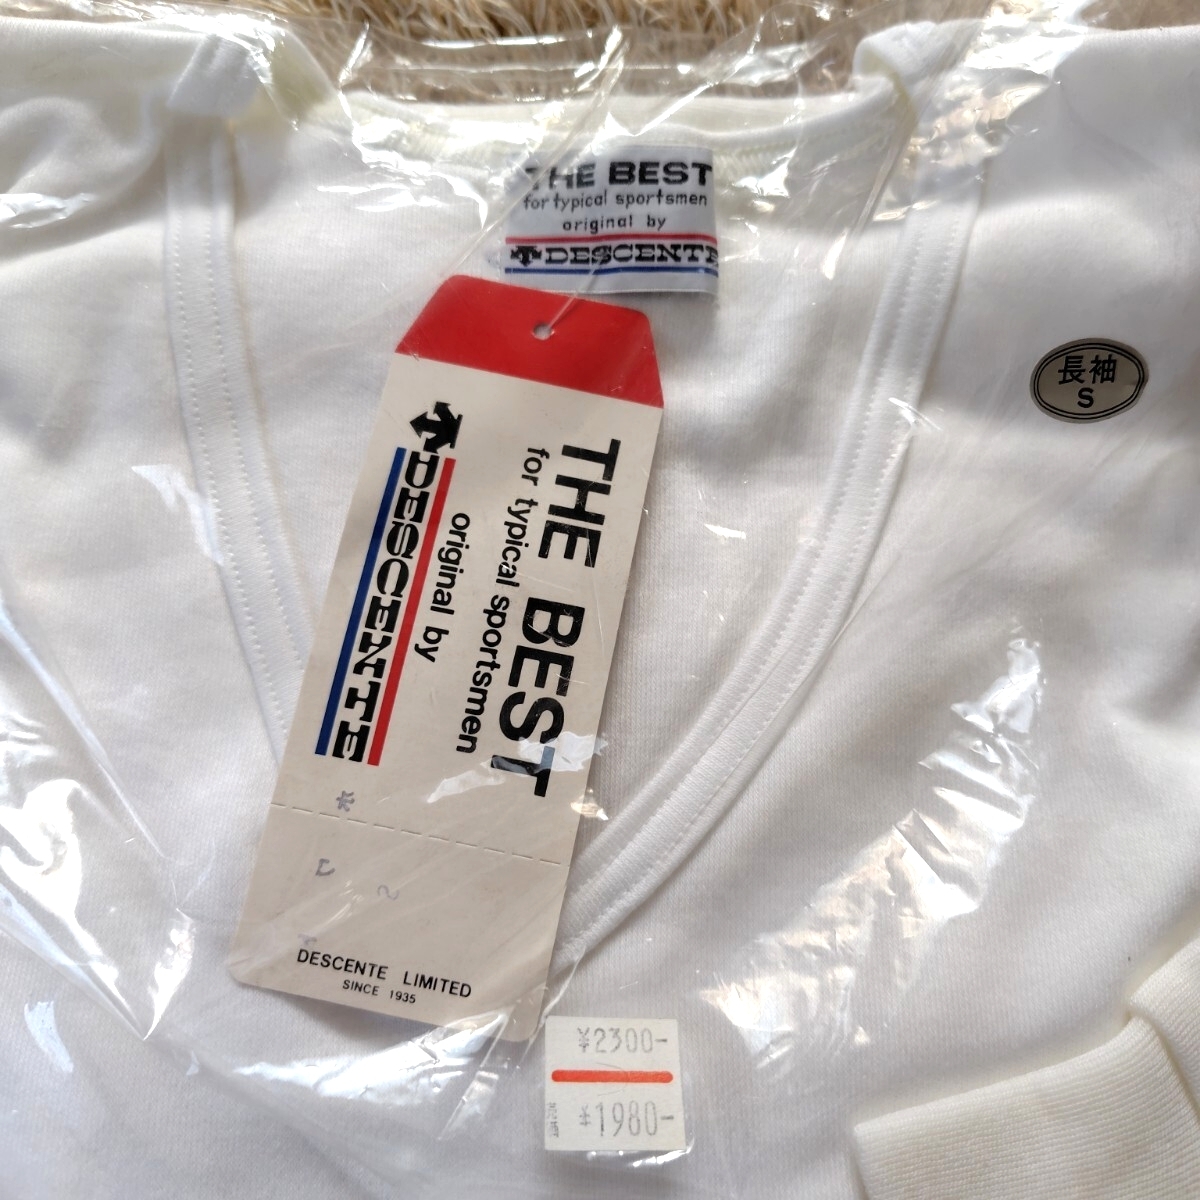 THE BEST
for typical sportsmen
original by
DESCENTE
長袖
S
THE BEST
for typical sportsmen
original by
DESCENTE
DESCENTE LIMITED
SINCE 1935
¥2300-
¥1980-